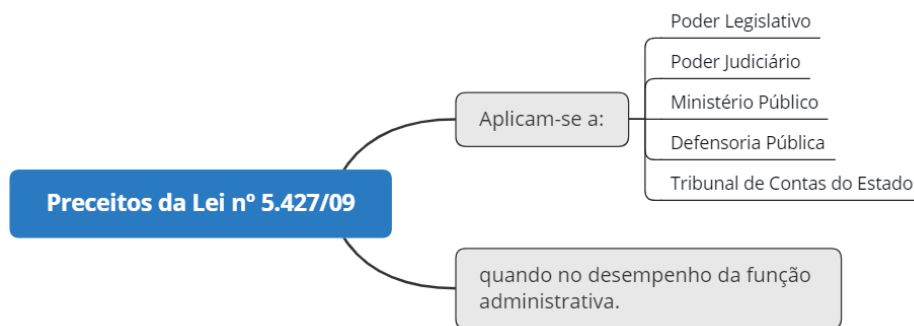 Preceitos da Lei nº 5.427/09
Aplicam-se a:
Poder Legislativo
Poder Judiciário
Ministério Público
Defensoria Pública
Tribunal de Contas do Estado
quando no desempenho da função
administrativa.